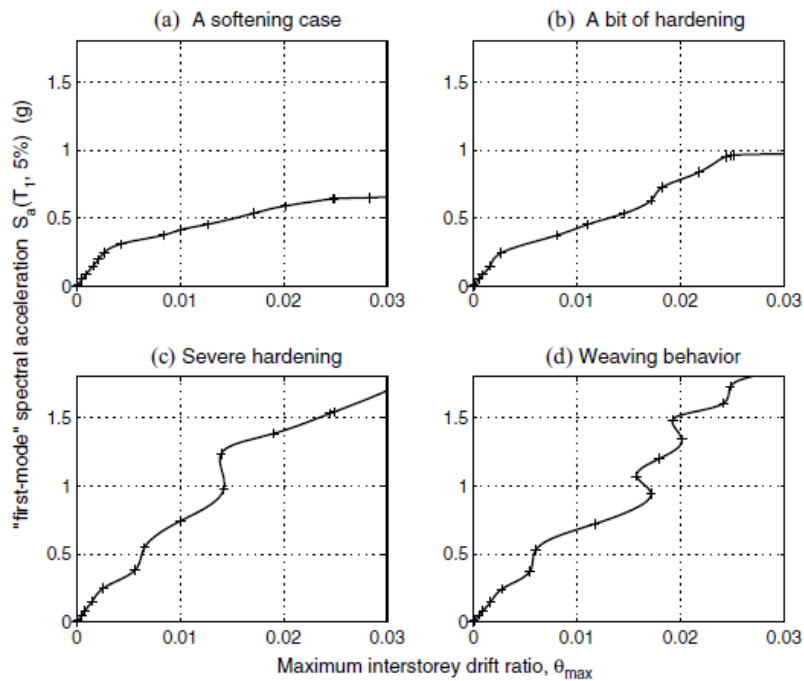 (a) A softening case
(b) A bit of hardening
1.5
1
0.5
0
0 0.01 0.02 0.03
1.5
1
0.5
0
0 0.01 0.02 0.03
"first-mode" spectral acceleration Sa(T1, 5%) (g)
(c) Severe hardening
(d) Weaving behavior
1.5
1
0.5
0
0 0.01 0.02 0.03
1.5
1
0.5
0
0 0.01 0.02 0.03
Maximum interstorey drift ratio, θmax